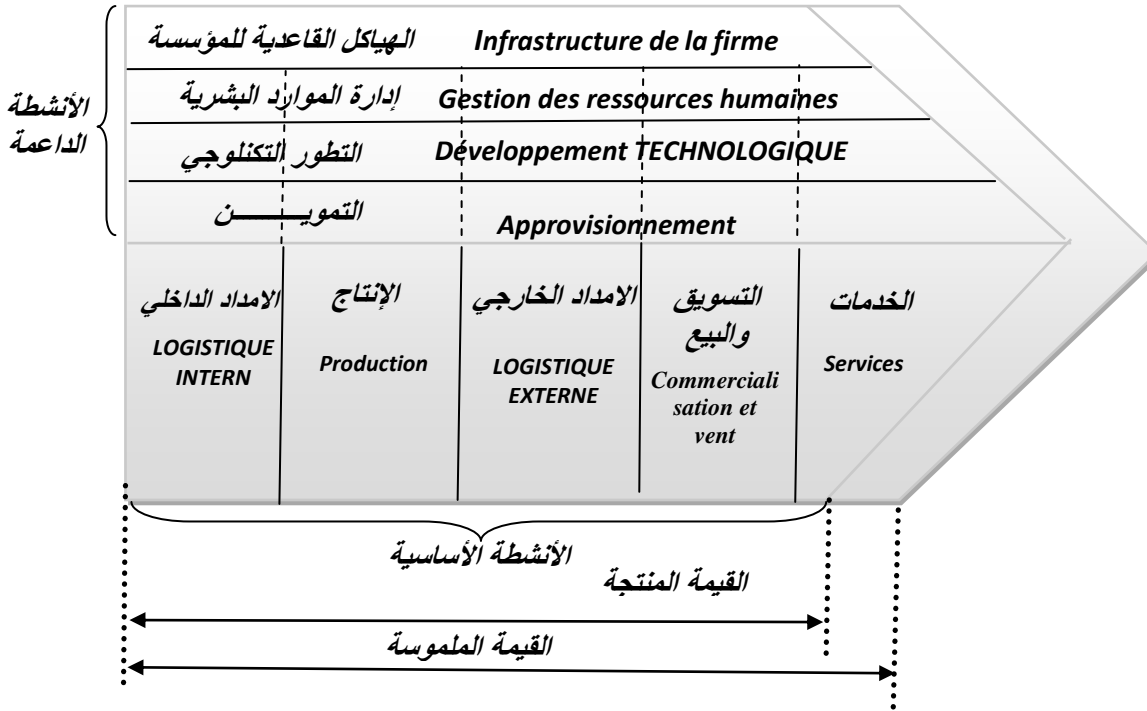 الهياكل القاعدية للمؤسسة Infrastructure de la firme
إدارة الموارد البشرية Gestion des ressources humaines
الأنشطة
الداعمة
التطور التكنلوجي Développement TECHNOLOGIQUE
التمويــــــــن Approvisionnement
الامداد الداخلي
LOGISTIQUE
INTERN
الإنتاج
Production
الامداد الخارجي
LOGISTIQUE
EXTERNE
التسويق
والبيع
Commerciali
sation et
vent
الخدمات
Services
الأنشطة الأساسية
القيمة المنتجة
القيمة الملموسة